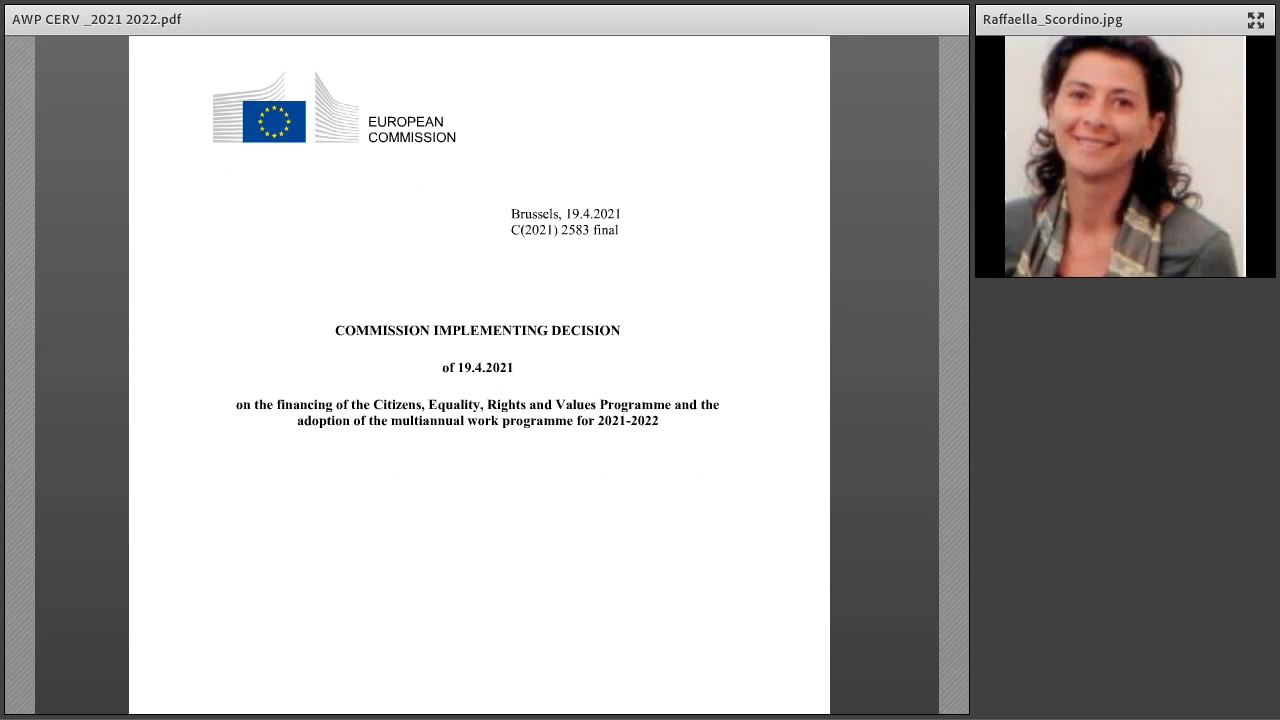 AWP CERV _2021 2022.pdf
Raffaella_Scordino.jpg
EUROPEAN
COMMISSION
Brussels, 19.4.2021
C(2021) 2583 final
COMMISSION IMPLEMENTING DECISION
of 19.4.2021
on the financing of the Citizens, Equality, Rights and Values Programme and the
adoption of the multiannual work programme for 2021-2022